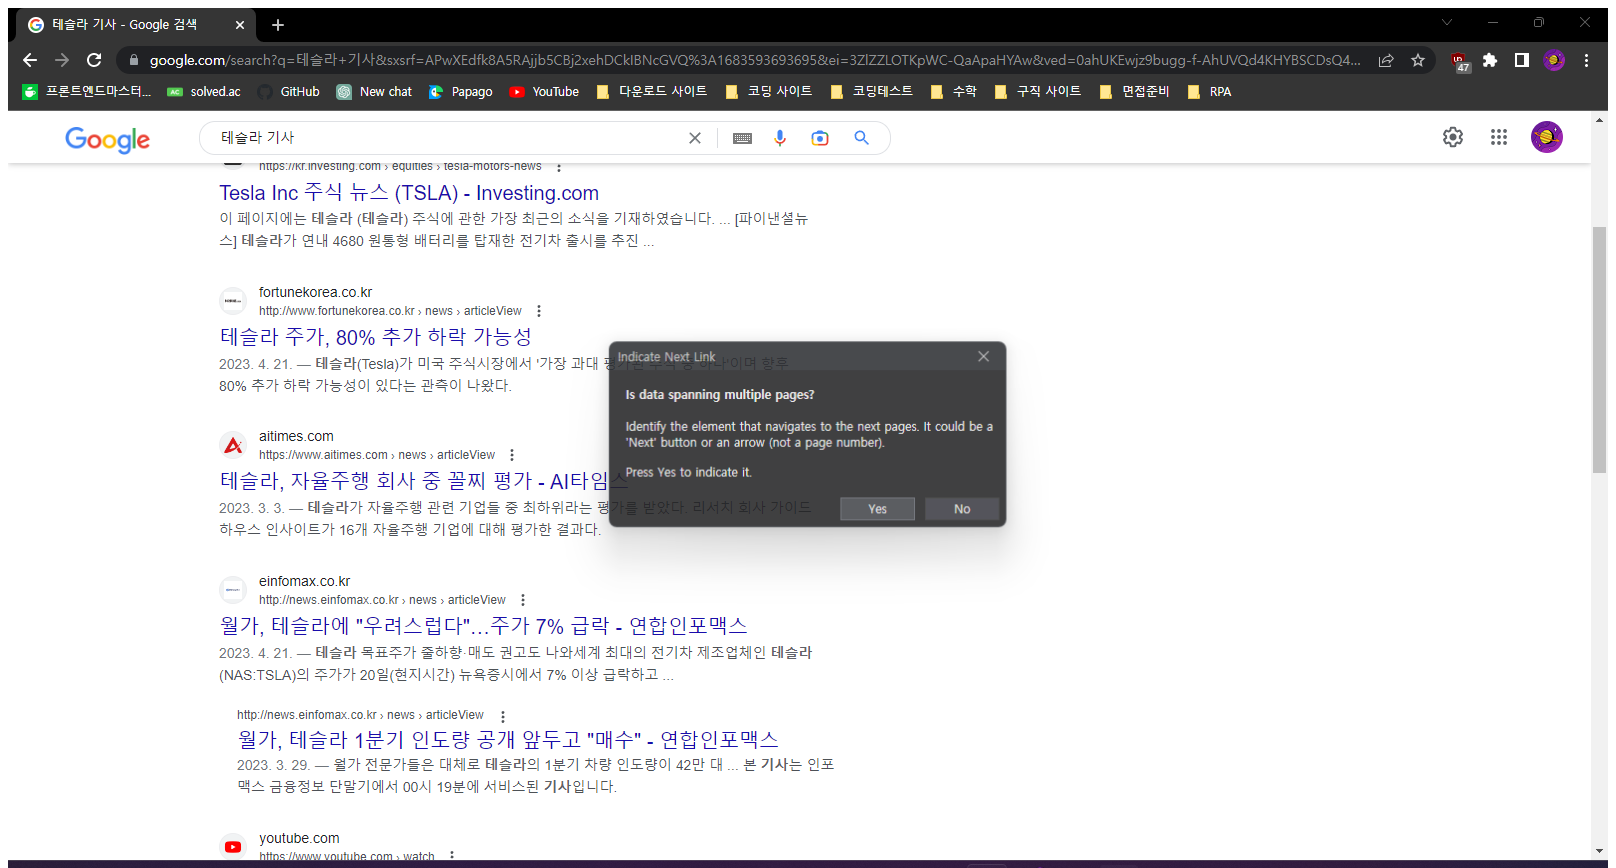 테슬라 기사 - Google 검색
google.com/search?q=테슬라+기사&sxsrf=APwXEdfk8A5RAjjb5CBj2xehDCkIBNcGVQ%3A1683593693695&ei=3ZlZZLOTKpWC-QaApaHYAw&ved=0ahUKEwjz9bugg-f-AhUVQd4KHYBSCDsQ4...
47
프론트엔드마스터... solved.ac GitHub New chat Papago YouTube 다운로드 사이트 코딩 사이트 코딩테스트 수학 구직 사이트 면접준비 RPA
Google 테슬라 기사
https://kr.investing.com › equities › tesla-motors-news
Tesla Inc 주식 뉴스 (TSLA) - Investing.com
이 페이지에는 테슬라 (테슬라) 주식에 관한 가장 최근의 소식을 기재하였습니다. ... [파이낸셜뉴
스] 테슬라가 연내 4680 원통형 배터리를 탑재한 전기차 출시를 추진 ...
fortunekorea.co.kr
http://www.fortunekorea.co.kr › news › articleView
테슬라 주가, 80% 추가 하락 가능성
2023. 4. 21. — 테슬라(Tesla)가 미국 주식시장에서 '가장 과대 평가된 주식 중 하나'이며 향후
80% 추가 하락 가능성이 있다는 관측이 나왔다.
Indicate Next Link
Is data spanning multiple pages?
Identify the element that navigates to the next pages. It could be a
'Next' button or an arrow (not a page number).
Press Yes to indicate it.
Yes No
aitimes.com
https://www.aitimes.com › news › articleView
테슬라, 자율주행 회사 중 꼴찌 평가 - AI타임스
2023. 3. 3. — 테슬라가 자율주행 관련 기업들 중 최하위라는 평가를 받았다. 리서치 회사 가이드
하우스 인사이트가 16개 자율주행 기업에 대해 평가한 결과다.
einfomax.co.kr
http://news.einfomax.co.kr › news › articleView
월가, 테슬라에 "우려스럽다"…주가 7% 급락 - 연합인포맥스
2023. 4. 21. — 테슬라 목표주가 줄하향·매도 권고도 나와세계 최대의 전기차 제조업체인 테슬라
(NAS:TSLA)의 주가가 20일(현지시간) 뉴욕증시에서 7% 이상 급락하고 ...
http://news.einfomax.co.kr › news › articleView
월가, 테슬라 1분기 인도량 공개 앞두고 "매수" - 연합인포맥스
2023. 3. 29. — 월가 전문가들은 대체로 테슬라의 1분기 차량 인도량이 42만 대 ... 본 기사는 인포
맥스 금융정보 단말기에서 00시 19분에 서비스된 기사입니다.
youtube.com
https://www.youtube.com › watch